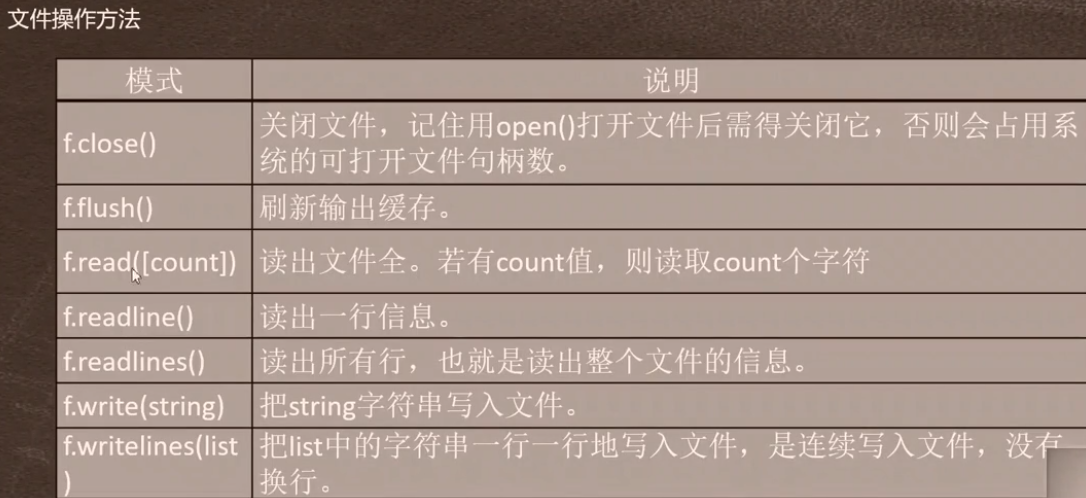 文件操作方法
模式 说明
f.close() 关闭文件，记住用open()打开文件后需得关闭它，否则会占用系
统的可打开文件句柄数。
f.flush() 刷新输出缓存。
f.read([count]) 读出文件全。若有count值，则读取count个字符
f.readline() 读出一行信息。
f.readlines() 读出所有行，也就是读出整个文件的信息。
f.write(string) 把string字符串写入文件。
f.writelines(list 把list中的字符串一行一行地写入文件，是连续写入文件，没有
) 换行。